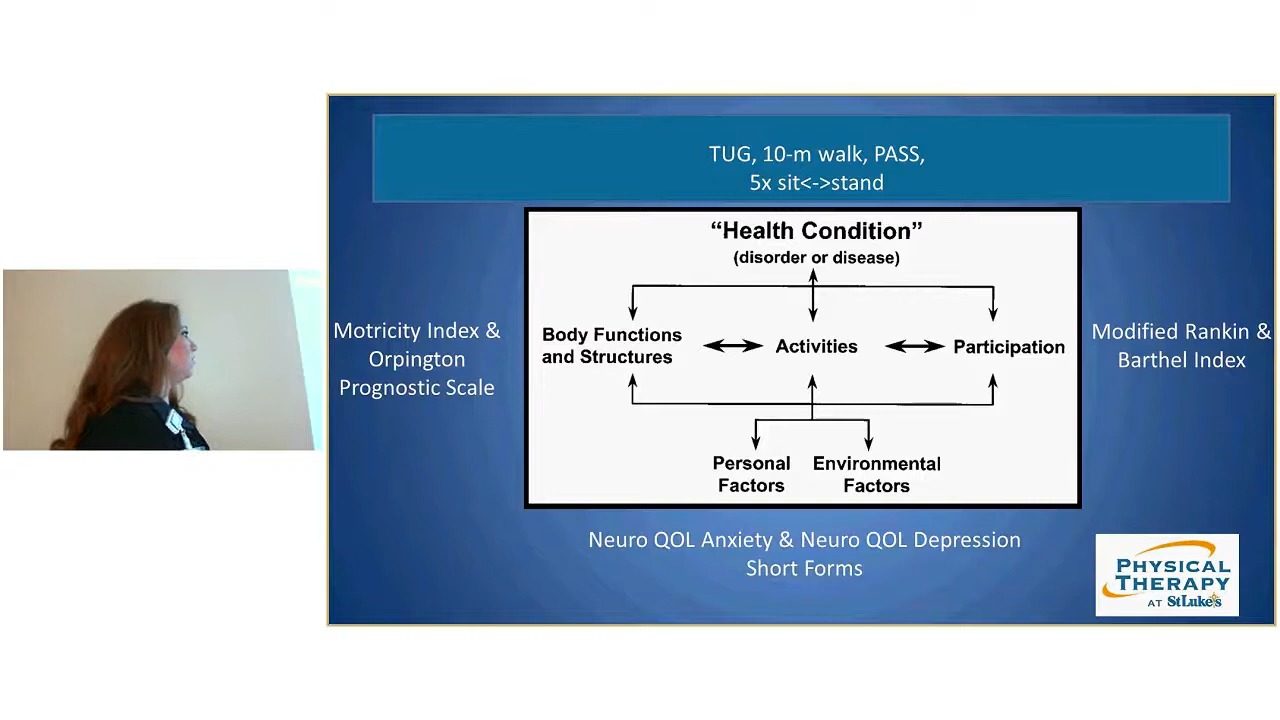 TUG, 10-m walk, PASS,
5x sit<->stand
“Health Condition”
(disorder or disease)
Motricity Index &
Orpington
Prognostic Scale
Body Functions
and Structures
Activities
Participation
Modified Rankin &
Barthel Index
Personal
Factors
Environmental
Factors
Neuro QOL Anxiety & Neuro QOL Depression
Short Forms
PHYSICAL
THERAPY
AT StLuke's